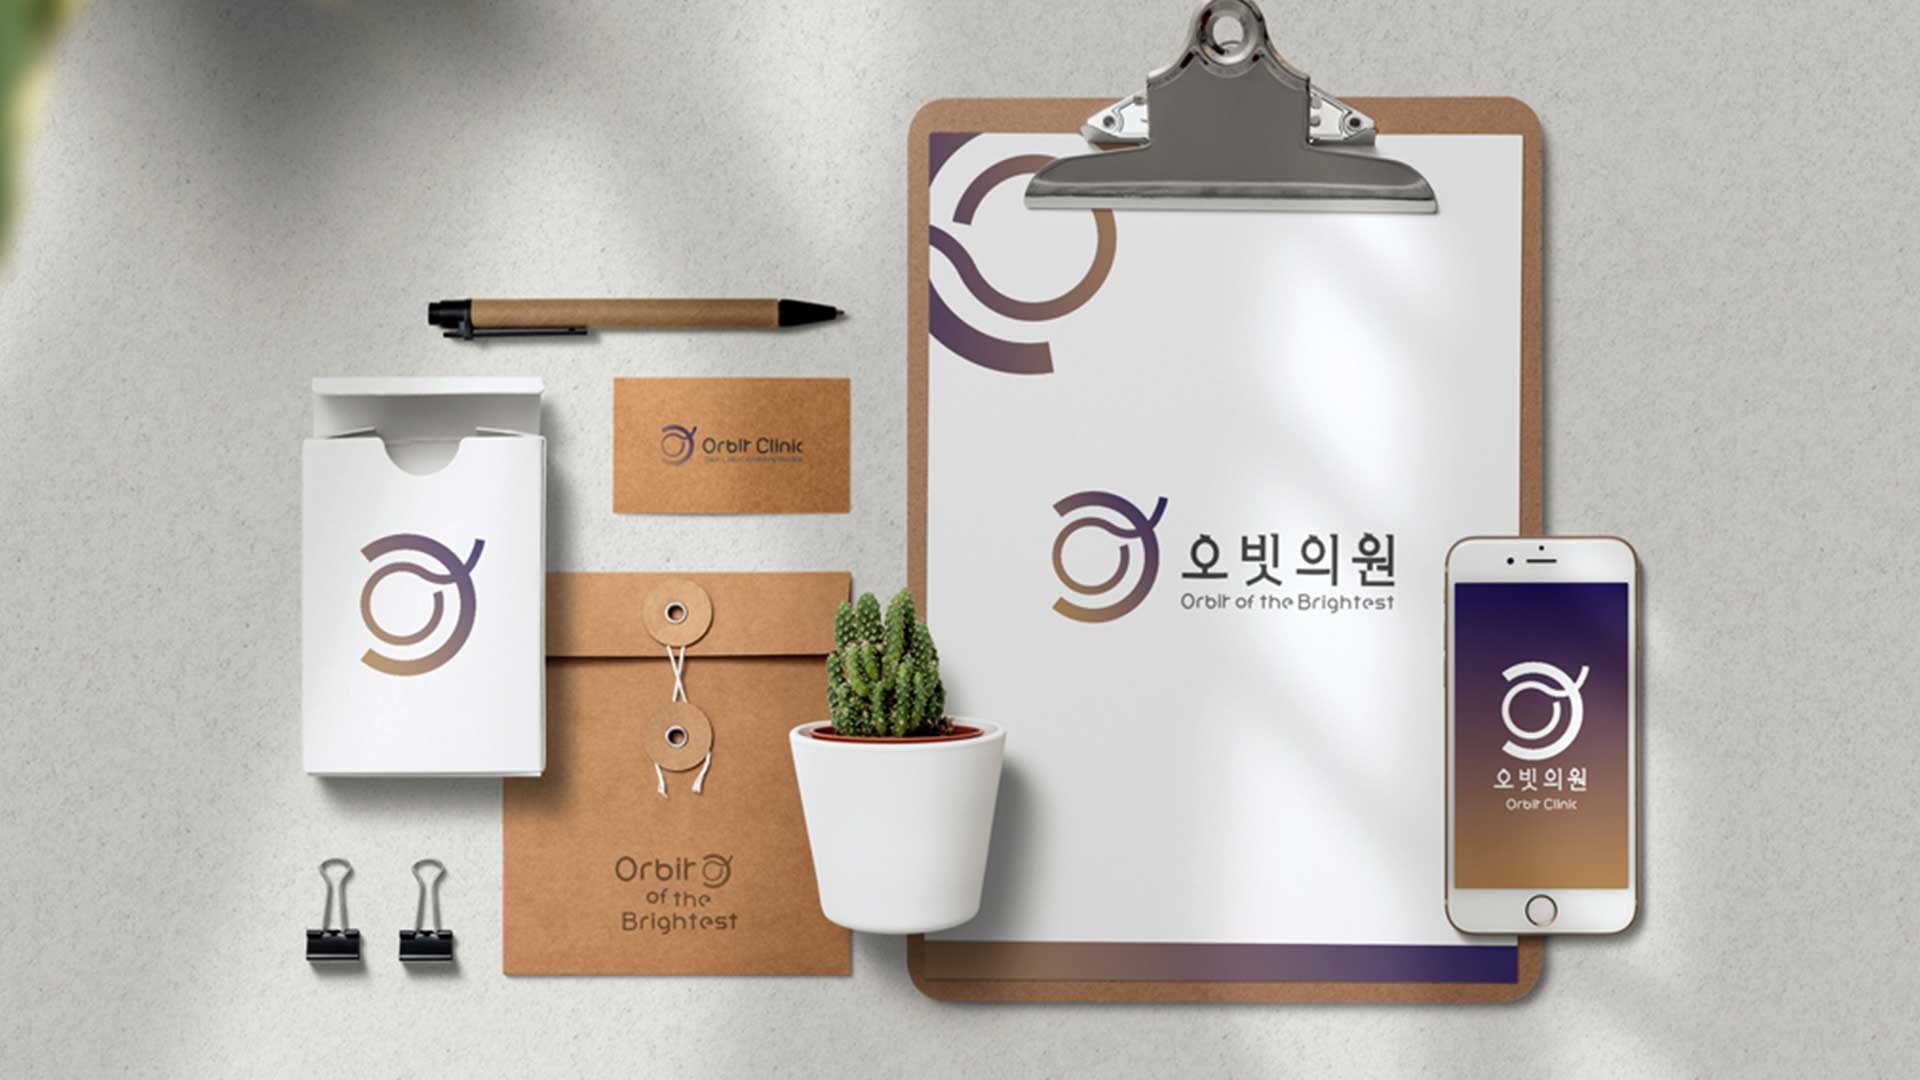 Orbit Clinic
오빗의원
Orbit of the Brightest
오빗의원
Orbit Clinic
Orbit
of the
Brightest